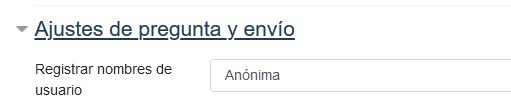 Ajustes de pregunta y envío
Registrar nombres de
usuario
Anónima